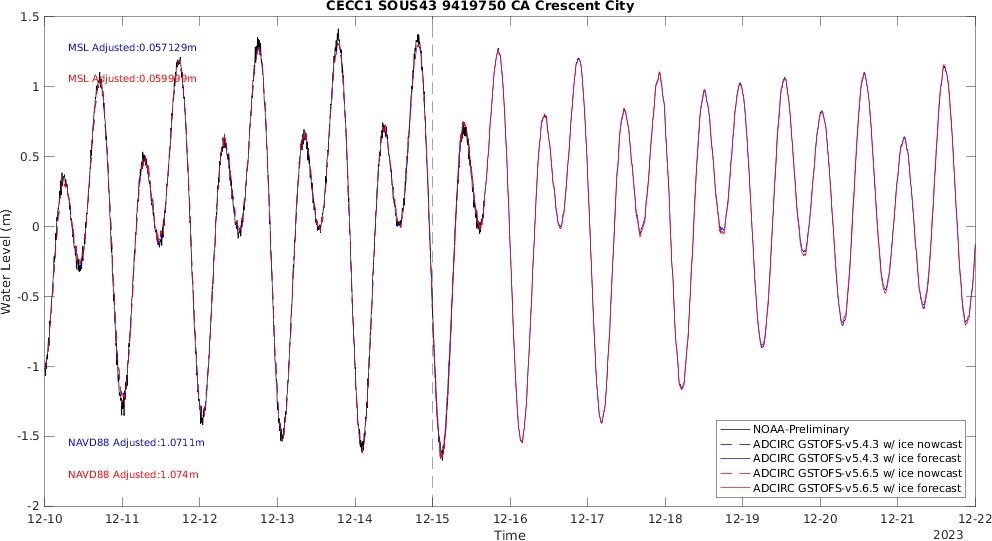 CECC1 SOUS43 9419750 CA Crescent City
1.5
1
0.5
0
-0.5
-1
-1.5
-2
Water Level (m)
MSL Adjusted:0.057129m
MSL Adjusted:0.059999m
NAVD88 Adjusted:1.0711m
NAVD88 Adjusted:1.074m
NOAA-Preliminary
ADCIRC GSTOFS-v5.4.3 w/ ice nowcast
ADCIRC GSTOFS-v5.4.3 w/ ice forecast
ADCIRC GSTOFS-v5.6.5 w/ ice nowcast
ADCIRC GSTOFS-v5.6.5 w/ ice forecast
12-10 12-11 12-12 12-13 12-14 12-15 12-16 12-17 12-18 12-19 12-20 12-21 12-22
Time
2023